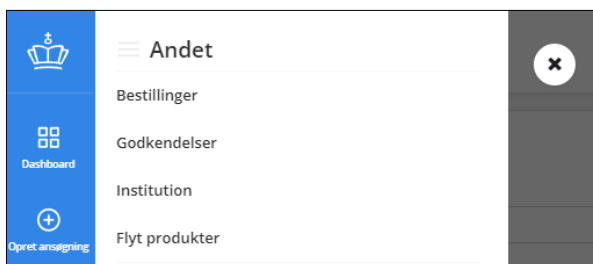 Andet
Bestillinger
Godkendelser
Institution
Flyt produkter
Dashboard
Opret ansøgning